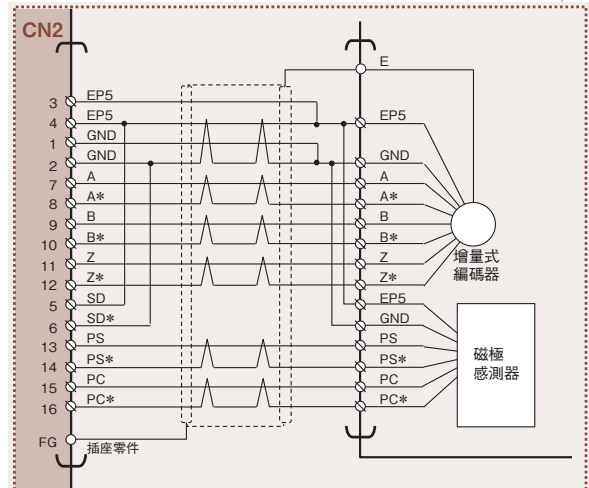 CN2
E
3 EP5
4 EP5 EP5
1 GND
2 GND GND
7 A A
8 A* A*
9 B B
10 B* B*
11 Z Z
12 Z* Z*
增量式
編碼器
5 SD EP5
6 SD* GND
13 PS PS
14 PS* PS*
15 PC PC
16 PC* PC*
磁極
感測器
FG 插座零件